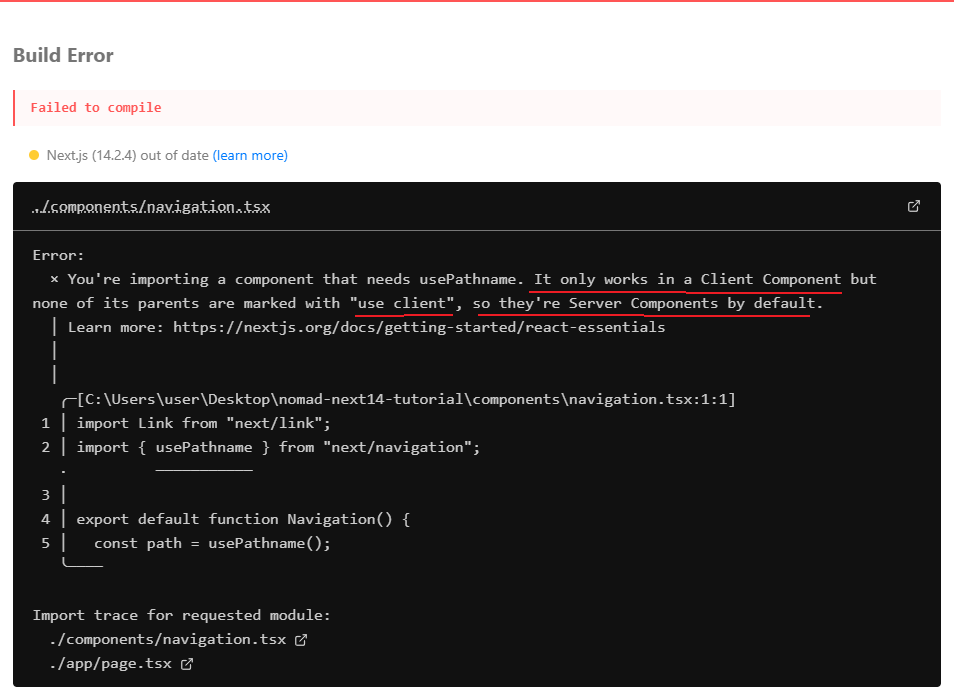 Build Error
Failed to compile
Next.js (14.2.4) out of date (learn more)
./components/navigation.tsx
Error:
× You're importing a component that needs usePathname. It only works in a Client Component but
none of its parents are marked with "use client", so they're Server Components by default.
│ Learn more: https://nextjs.org/docs/getting-started/react-essentials
│
│
╭─[C:\Users\user\Desktop\nomad-next14-tutorial\components\navigation.tsx:1:1]
1 │ import Link from "next/link";
2 │ import { usePathname } from "next/navigation";
· ───────────
3 │
4 │ export default function Navigation() {
5 │ const path = usePathname();
╰────
Import trace for requested module:
./components/navigation.tsx
./app/page.tsx